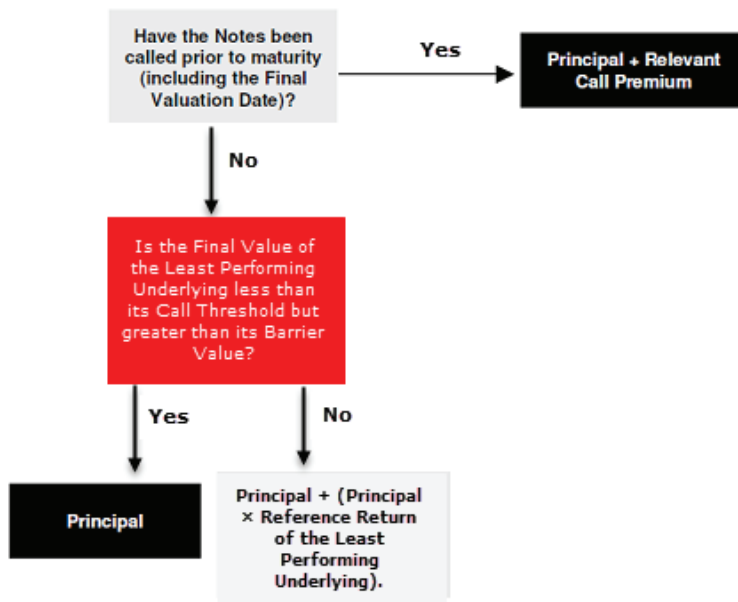 Have the Notes been
called prior to maturity
(including the Final
Valuation Date)?
Yes
Principal + Relevant
Call Premium
No
Is the Final Value of
the Least Performing
Underlying less than
its Call Threshold but
greater than its Barrier
Value?
Yes
No
Principal
Principal + (Principal
× Reference Return
of the Least
Performing
Underlying).